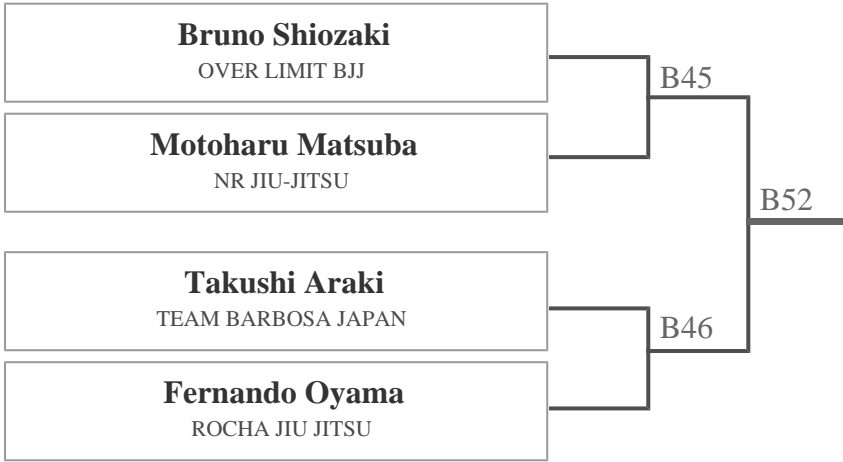 Bruno Shiozaki
OVER LIMIT BJJ
B45
Motoharu Matsuba
NR JIU-JITSU
B52
Takushi Araki
TEAM BARBOSA JAPAN
B46
Fernando Oyama
ROCHA JIU JITSU